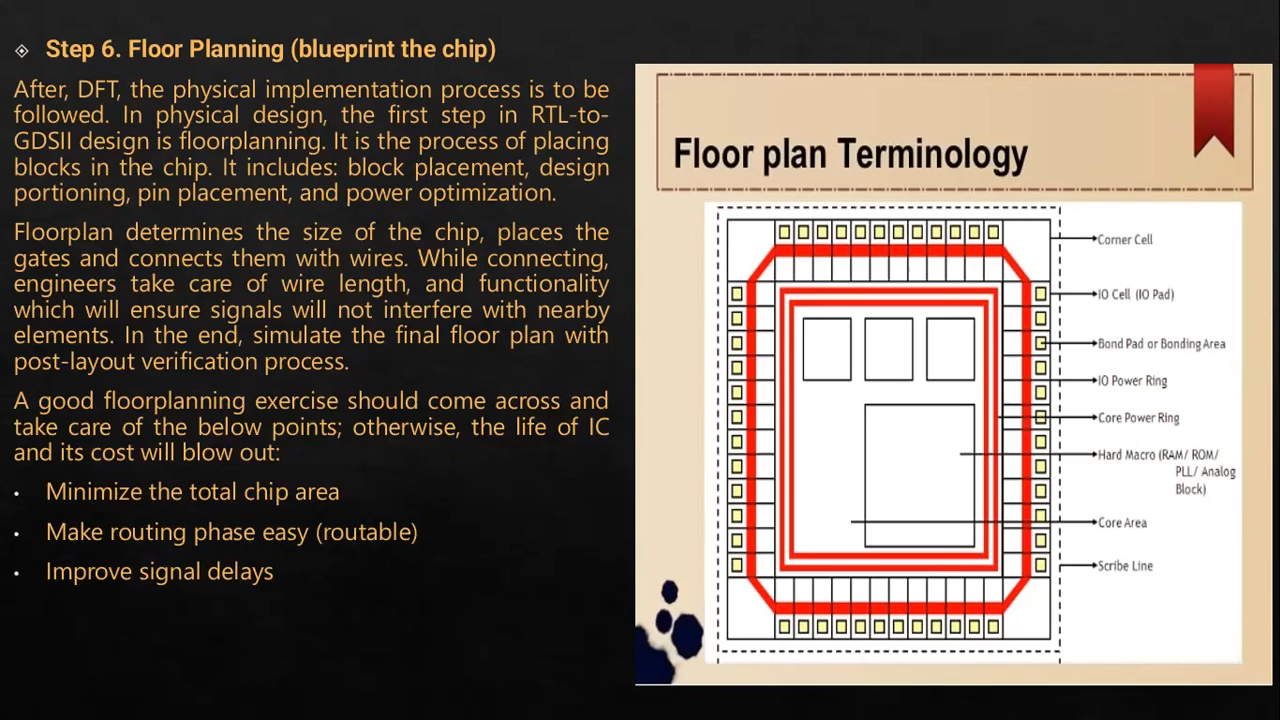 Step 6. Floor Planning (blueprint the chip)
After, DFT, the physical implementation process is to be
followed. In physical design, the first step in RTL-to-
GDSII design is floorplanning. It is the process of placing
blocks in the chip. It includes: block placement, design
portioning, pin placement, and power optimization.
Floorplan determines the size of the chip, places the
gates and connects them with wires. While connecting,
engineers take care of wire length, and functionality
which will ensure signals will not interfere with nearby
elements. In the end, simulate the final floor plan with
post-layout verification process.
A good floorplanning exercise should come across and
take care of the below points; otherwise, the life of IC
and its cost will blow out:
• Minimize the total chip area
• Make routing phase easy (routable)
• Improve signal delays
Floor plan Terminology
Corner Cell
IO Cell (IO Pad)
Bond Pad or Bonding Area
IO Power Ring
Core Power Ring
Hard Macro (RAM/ ROM/
PLL/ Analog
Block)
Core Area
Scribe Line